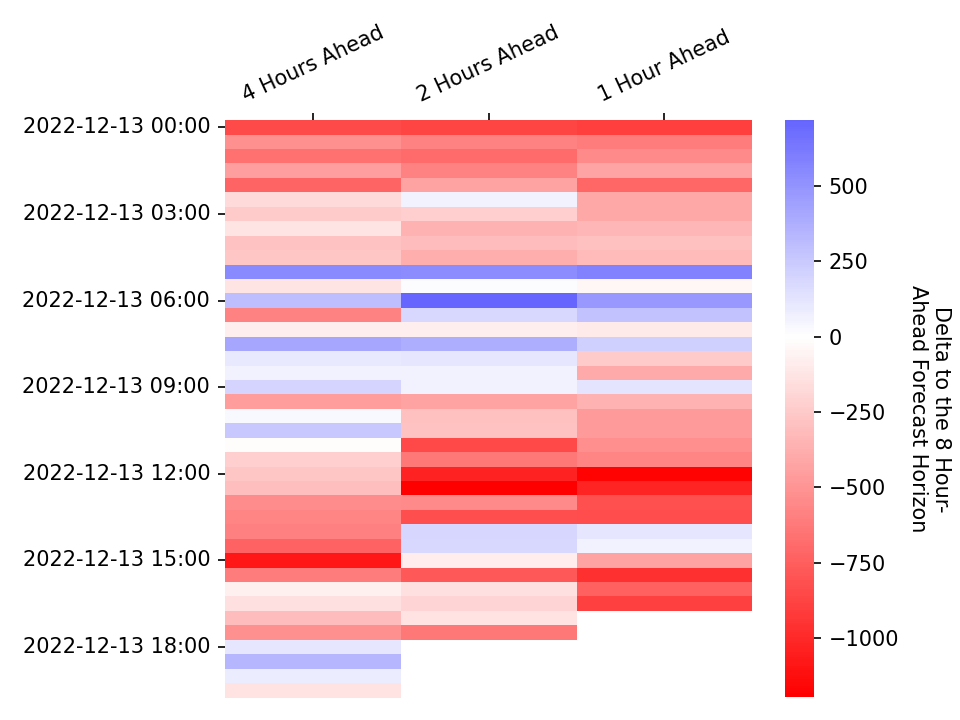 4 Hours Ahead
2 Hours Ahead
1 Hour Ahead
2022-12-13 00:00
2022-12-13 03:00
2022-12-13 06:00
2022-12-13 09:00
2022-12-13 12:00
2022-12-13 15:00
2022-12-13 18:00
500
250
0
−250
−500
−750
−1000
Delta to the 8 Hour-
Ahead Forecast Horizon